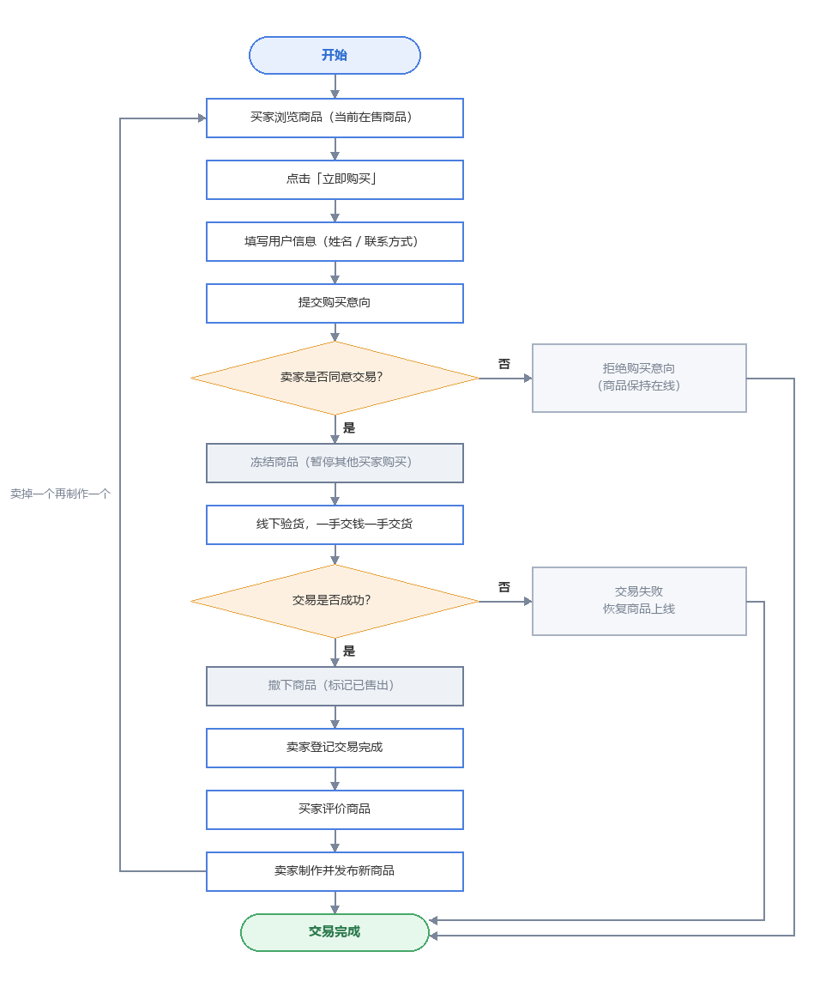 开始
买家浏览商品（当前在售商品）
点击「立即购买」
填写用户信息（姓名 / 联系方式）
提交购买意向
卖家是否同意交易?
否
拒绝购买意向
（商品保持在线）
是
冻结商品（暂停其他买家购买）
卖掉一个再制作一个
线下验货，一手交钱一手交货
交易是否成功?
否
交易失败
恢复商品上线
是
撤下商品（标记已售出）
卖家登记交易完成
买家评价商品
卖家制作并发布新商品
交易完成